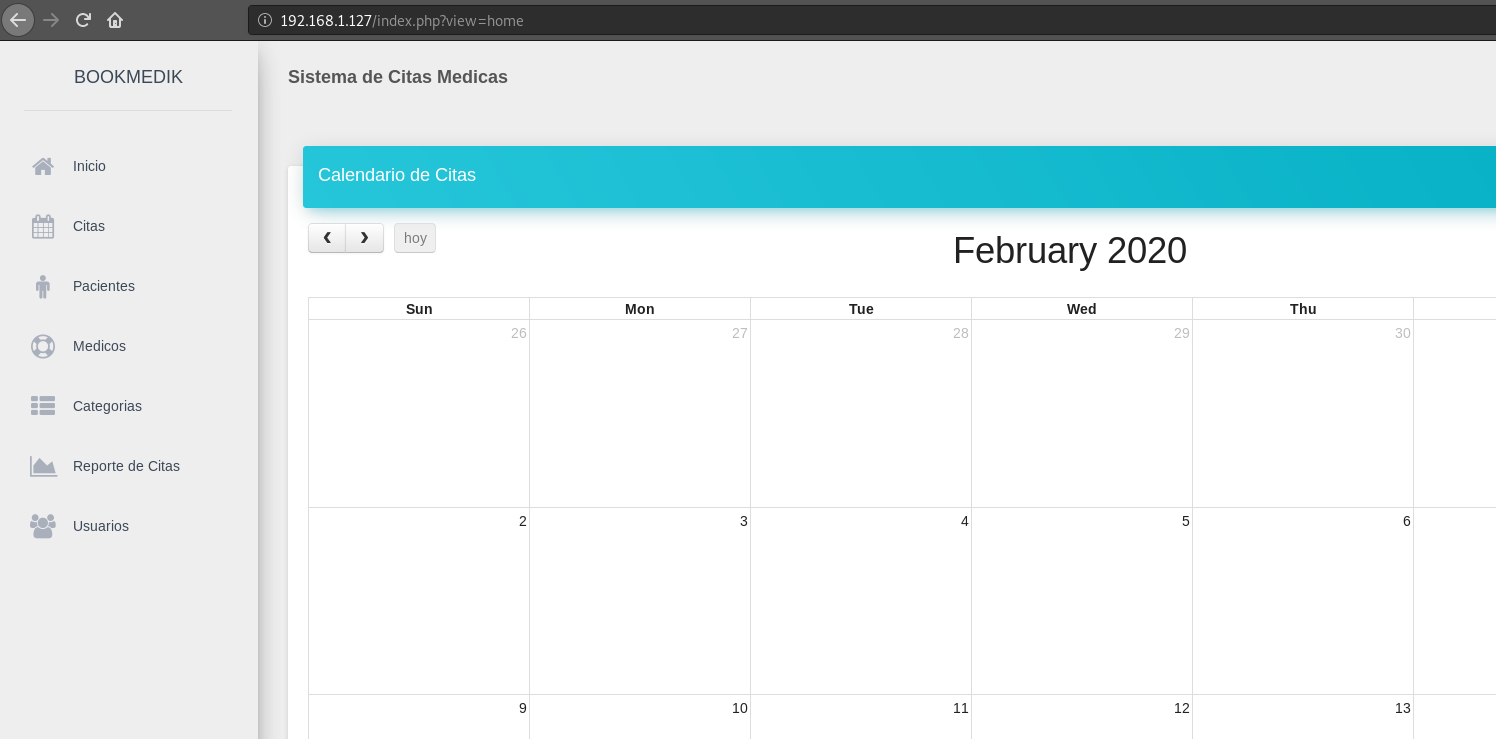 192.168.1.127/index.php?view=home
BOOKMEDIK
Sistema de Citas Medicas
Inicio
Citas
Pacientes
Medicos
Categorias
Reporte de Citas
Usuarios
Calendario de Citas
hoy
February 2020
Sun Mon Tue Wed Thu
26 27 28 29 30
2 3 4 5 6
9 10 11 12 13